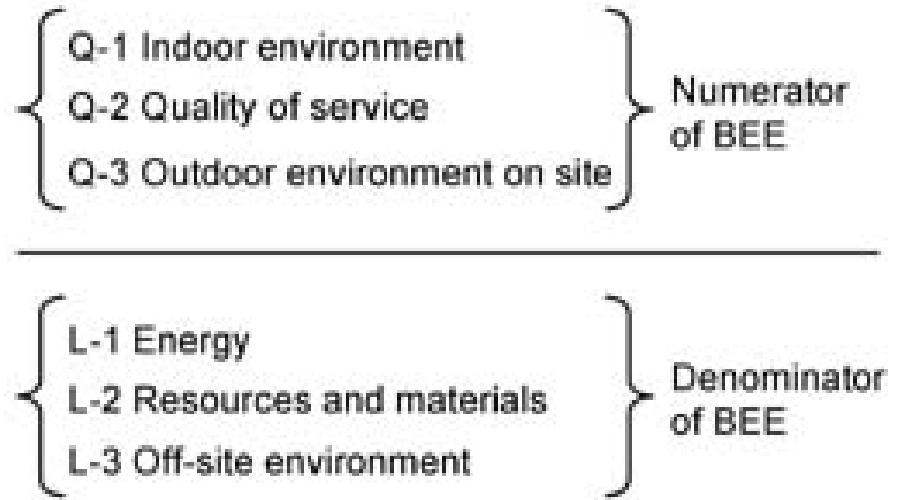 Q-1 Indoor environment
Q-2 Quality of service
Q-3 Outdoor environment on site
Numerator
of BEE
L-1 Energy
L-2 Resources and materials
L-3 Off-site environment
Denominator
of BEE